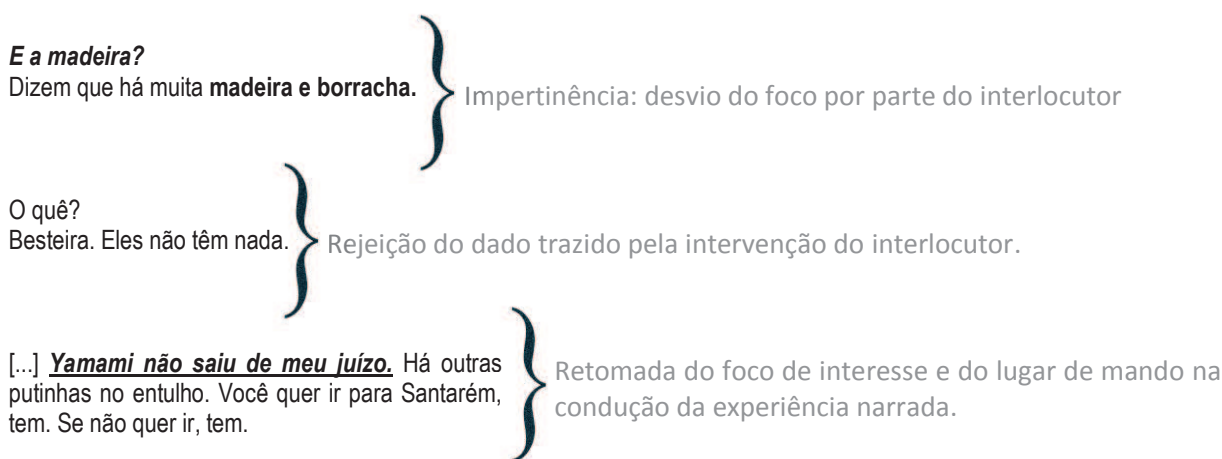 E a madeira?
Dizem que há muita madeira e borracha.
Impertinência: desvio do foco por parte do interlocutor
O quê?
Besteira. Eles não têm nada.
Rejeição do dado trazido pela intervenção do interlocutor.
[...] Yamami não saiu de meu juízo. Há outras
putinhas no entulho. Você quer ir para Santarém,
tem. Se não quer ir, tem.
Retomada do foco de interesse e do lugar de mando na
condução da experiência narrada.